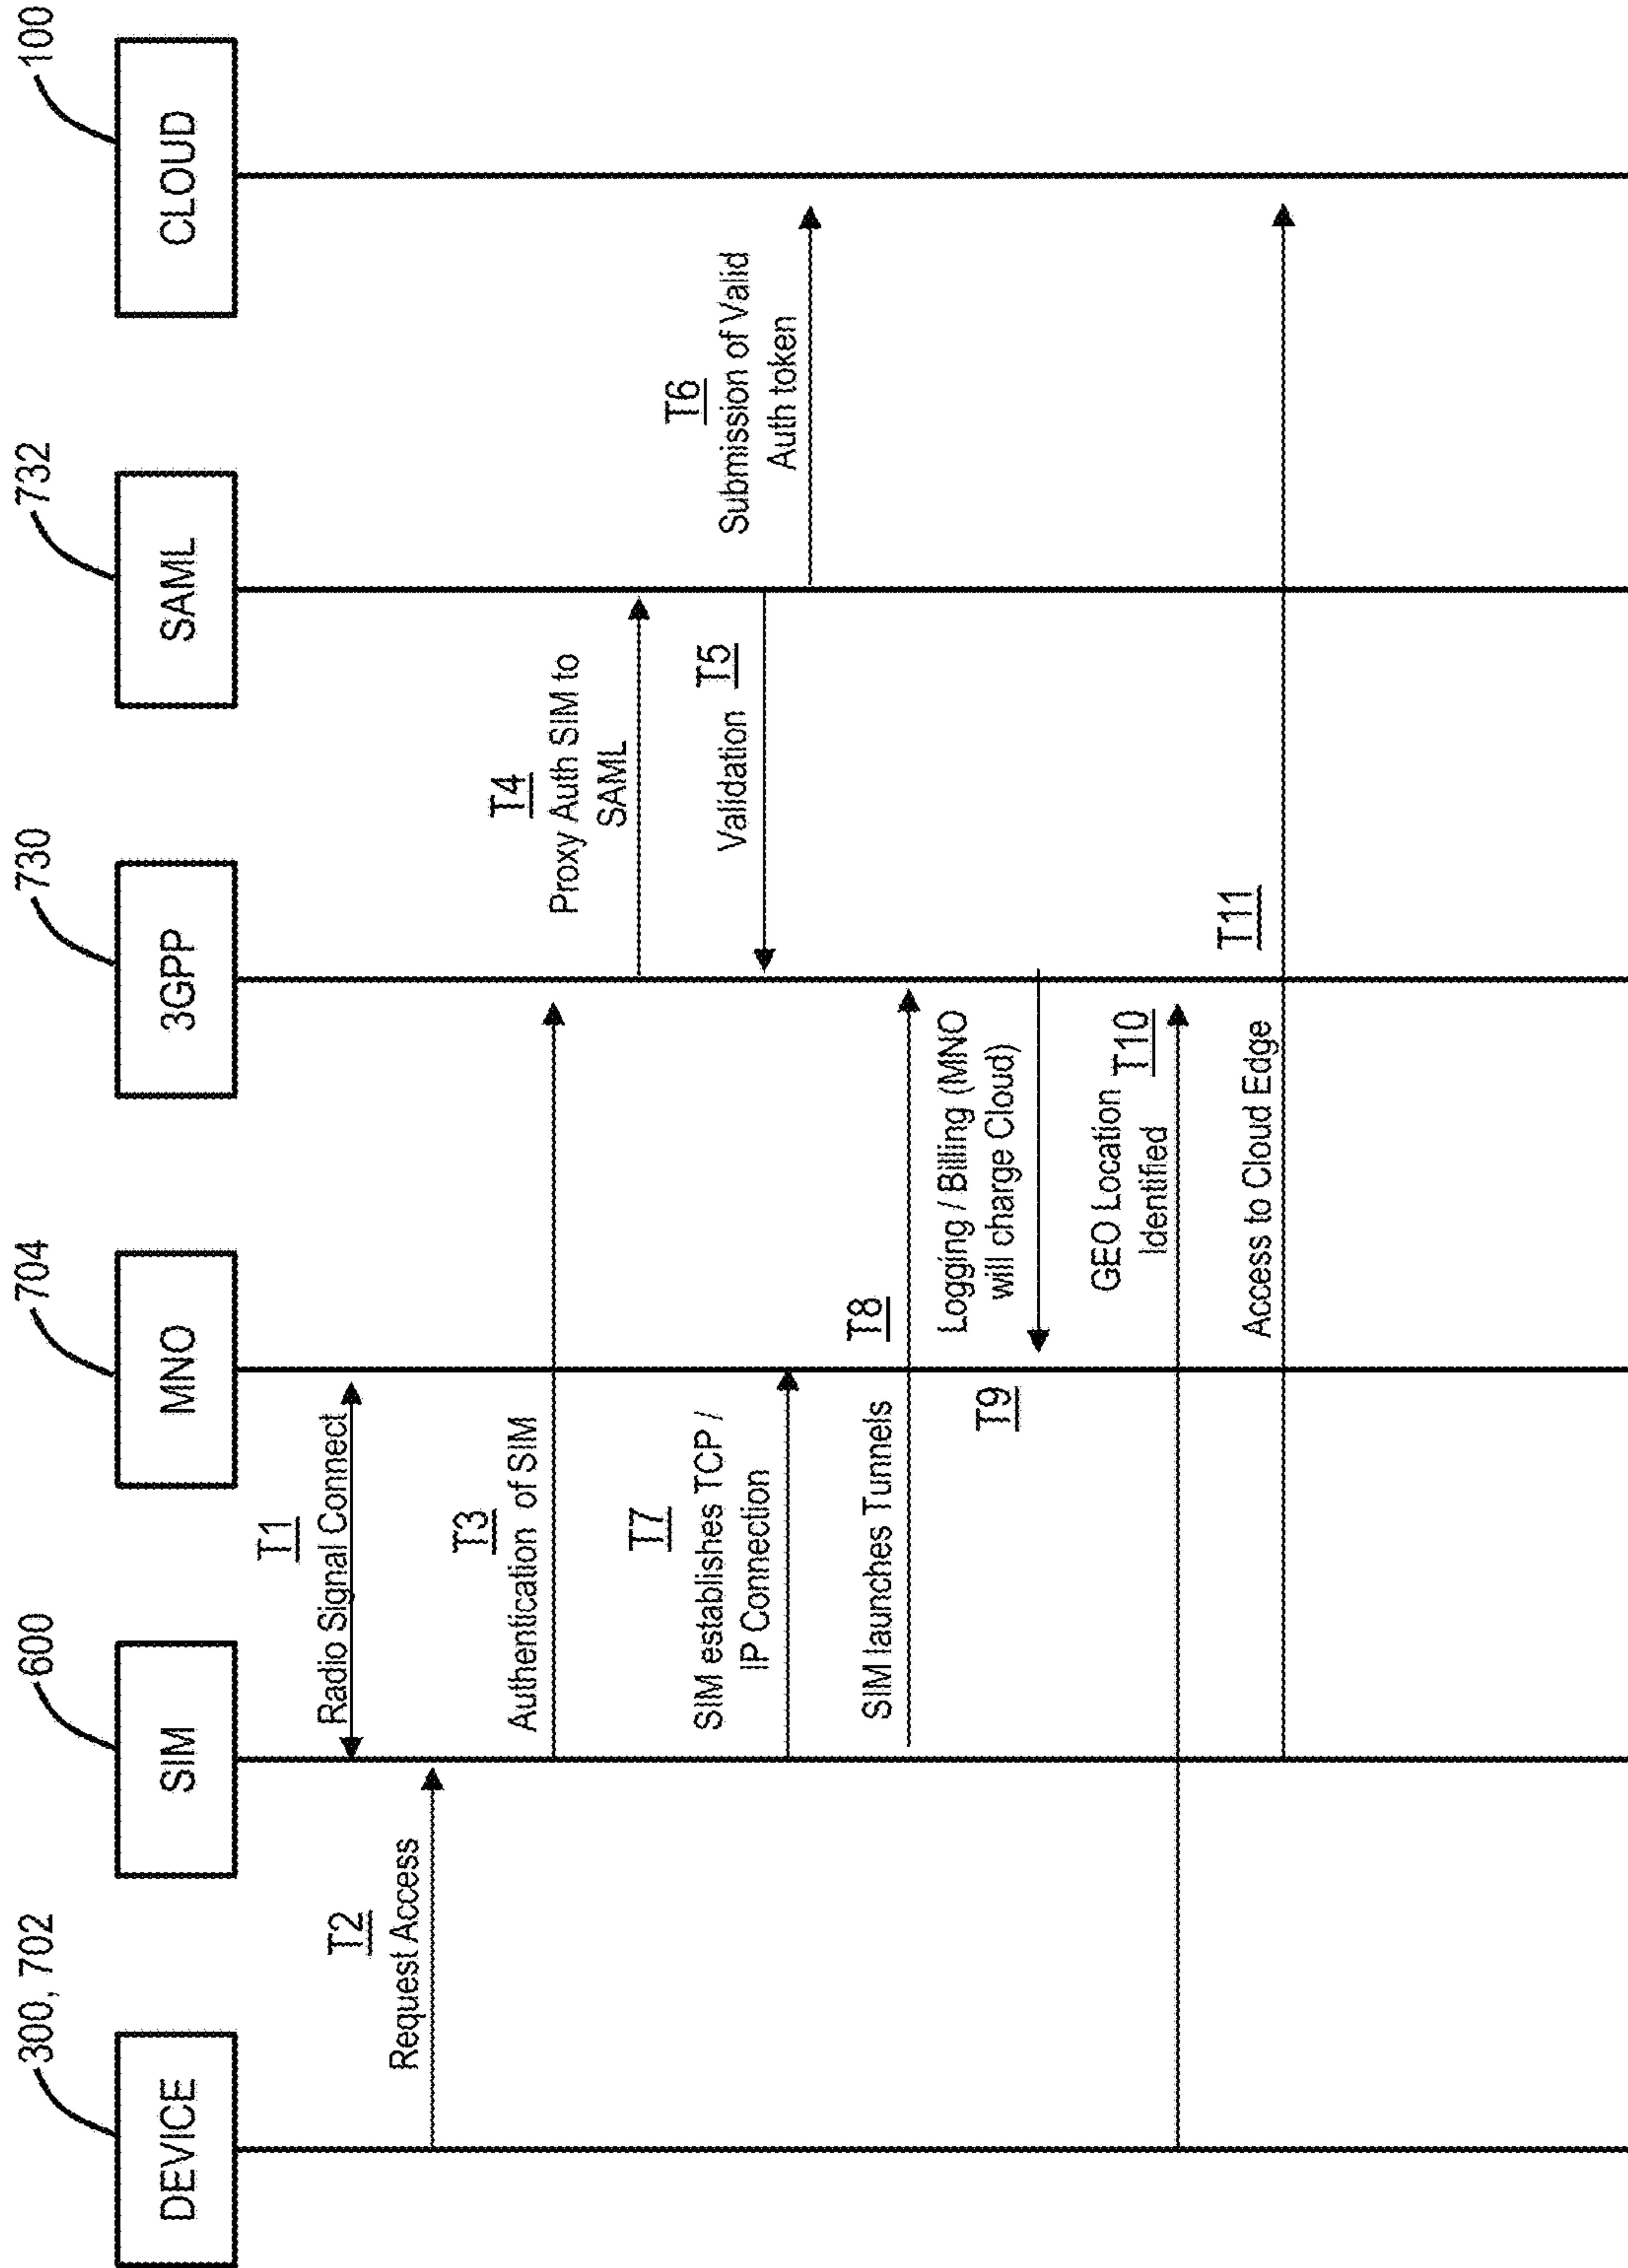 300, 702
600
704
730
732
100
DEVICE
SIM
MNO
3GPP
SAML
CLOUD
T1
Radio Signal Connect
T2
Request Access
T3
Authentication of SIM
T4
Proxy Auth SIM to
SAML
T5
Validation
T6
Submission of Valid
Auth token
T7
SIM establishes TCP /
IP Connection
T8
SIM launches Tunnels
T9
Logging / Billing (MNO
will charge Cloud)
T10
GEO Location
Identified
T11
Access to Cloud Edge